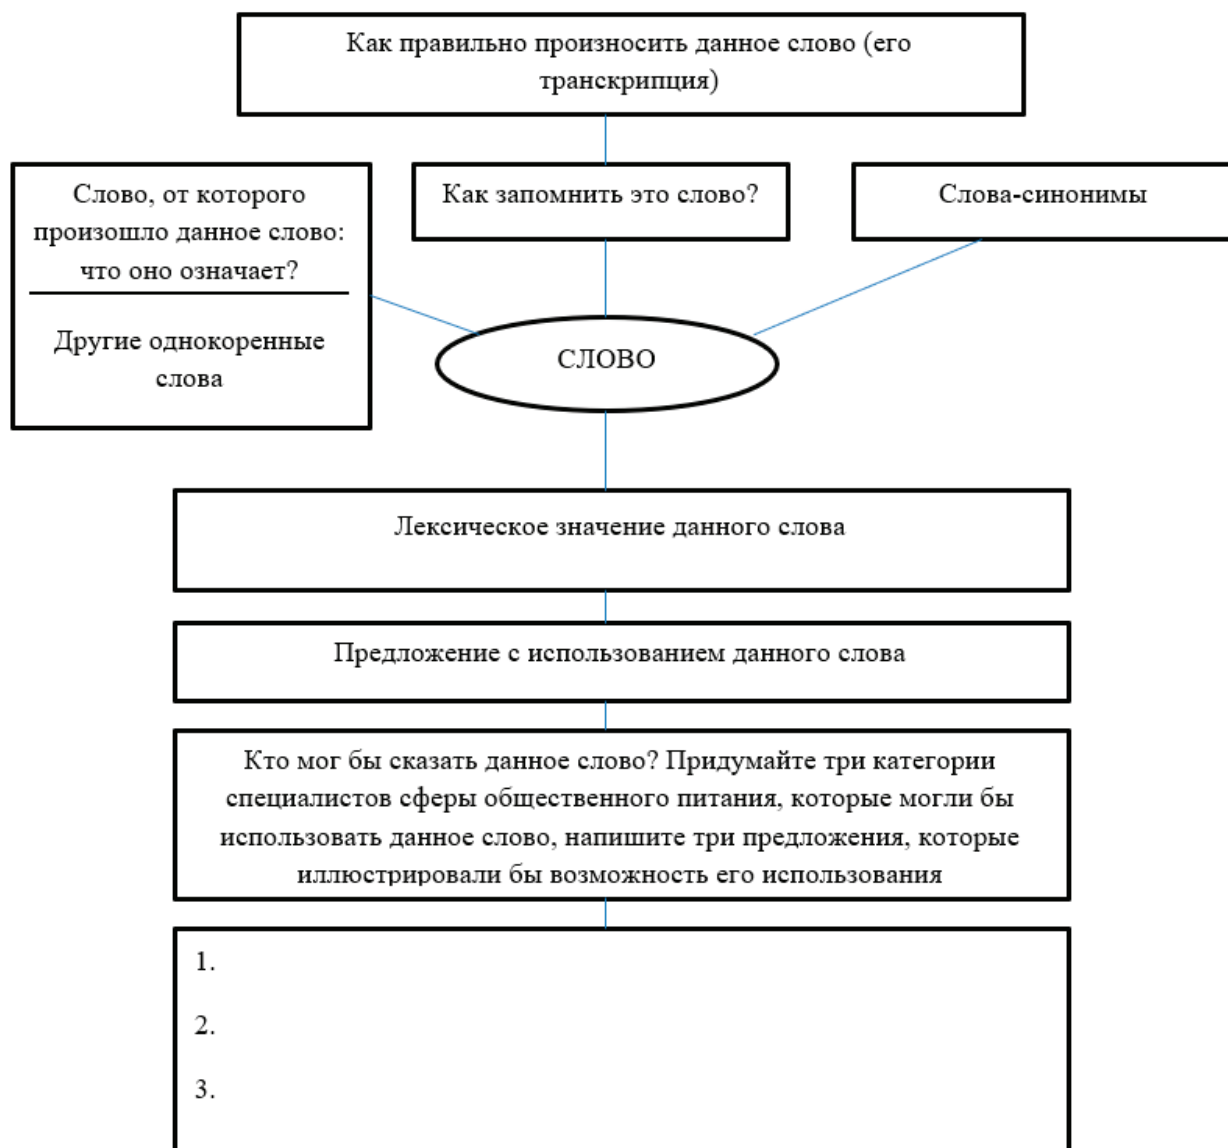 Как правильно произносить данное слово (его
транскрипция)
Слово, от которого
произошло данное слово:
что оно означает?
Другие однокоренные
слова
Как запомнить это слово?
Слова-синонимы
СЛОВО
Лексическое значение данного слова
Предложение с использованием данного слова
Кто мог бы сказать данное слово? Придумайте три категории
специалистов сферы общественного питания, которые могли бы
использовать данное слово, напишите три предложения, которые
иллюстрировали бы возможность его использования
1.
2.
3.